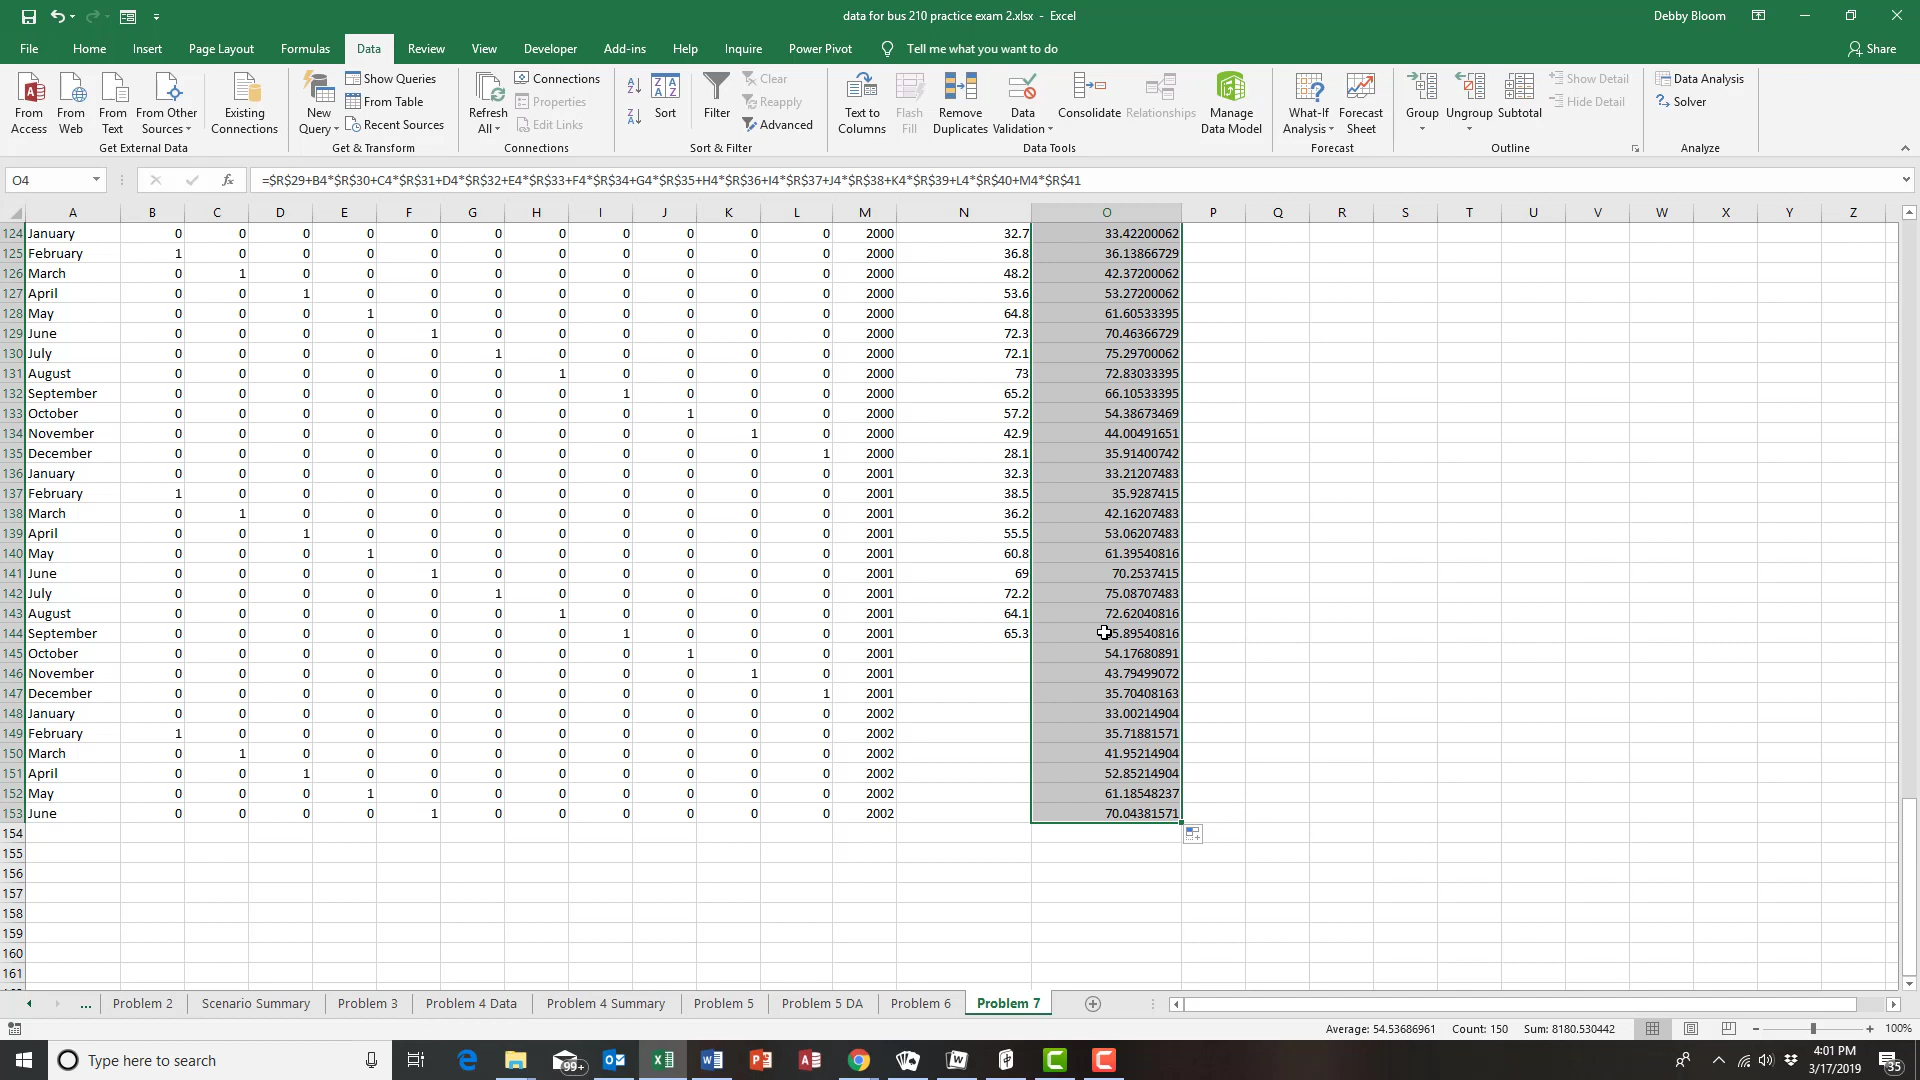 data for bus 210 practice exam 2.xlsx - Excel
Debby Bloom
File Home Insert Page Layout Formulas Data Review View Developer Add-ins Help Inquire Power Pivot Tell me what you want to do Share
From Access From Web From Text From Other Sources Existing Connections New Query Show Queries From Table Recent Sources Refresh All Connections Properties Edit Links Sort Filter Clear Reapply Advanced Text to Columns Flash Fill Remove Duplicates Data Validation Consolidate Relationships Manage Data Model What-If Analysis Forecast Sheet Group Ungroup Subtotal Show Detail Hide Detail Data Analysis Solver
Get External Data Get & Transform Connections Sort & Filter Data Tools Forecast Outline Analyze
O4 fx =$R$29+B4*$R$30+C4*$R$31+D4*$R$32+E4*$R$33+F4*$R$34+G4*$R$35+H4*$R$36+I4*$R$37+J4*$R$38+K4*$R$39+L4*$R$40+M4*$R$41
A B C D E F G H I J K L M N O P Q R S T U V W X Y Z
124 January 0 0 0 0 0 0 0 0 0 0 0 2000 32.7 33.42200062
125 February 1 0 0 0 0 0 0 0 0 0 0 2000 36.8 36.13866729
126 March 0 1 0 0 0 0 0 0 0 0 0 2000 48.2 42.37200062
127 April 0 0 1 0 0 0 0 0 0 0 0 2000 53.6 53.27200062
128 May 0 0 0 1 0 0 0 0 0 0 0 2000 64.8 61.60533395
129 June 0 0 0 0 1 0 0 0 0 0 0 2000 72.3 70.46366729
130 July 0 0 0 0 0 1 0 0 0 0 0 2000 72.1 75.29700062
131 August 0 0 0 0 0 0 1 0 0 0 0 2000 73 72.83033395
132 September 0 0 0 0 0 0 0 1 0 0 0 2000 65.2 66.10533395
133 October 0 0 0 0 0 0 0 0 1 0 0 2000 57.2 54.38673469
134 November 0 0 0 0 0 0 0 0 0 1 0 2000 42.9 44.00491651
135 December 0 0 0 0 0 0 0 0 0 0 1 2000 28.1 35.91400742
136 January 0 0 0 0 0 0 0 0 0 0 0 2001 32.3 33.21207483
137 February 1 0 0 0 0 0 0 0 0 0 0 2001 38.5 35.9287415
138 March 0 1 0 0 0 0 0 0 0 0 0 2001 36.2 42.16207483
139 April 0 0 1 0 0 0 0 0 0 0 0 2001 55.5 53.06207483
140 May 0 0 0 1 0 0 0 0 0 0 0 2001 60.8 61.39540816
141 June 0 0 0 0 1 0 0 0 0 0 0 2001 69 70.2537415
142 July 0 0 0 0 0 1 0 0 0 0 0 2001 72.2 75.08707483
143 August 0 0 0 0 0 0 1 0 0 0 0 2001 64.1 72.62040816
144 September 0 0 0 0 0 0 0 1 0 0 0 2001 65.3 5.89540816
145 October 0 0 0 0 0 0 0 0 1 0 0 2001 54.17680891
146 November 0 0 0 0 0 0 0 0 0 1 0 2001 43.79499072
147 December 0 0 0 0 0 0 0 0 0 0 1 2001 35.70408163
148 January 0 0 0 0 0 0 0 0 0 0 0 2002 33.00214904
149 February 1 0 0 0 0 0 0 0 0 0 0 2002 35.71881571
150 March 0 1 0 0 0 0 0 0 0 0 0 2002 41.95214904
151 April 0 0 1 0 0 0 0 0 0 0 0 2002 52.85214904
152 May 0 0 0 1 0 0 0 0 0 0 0 2002 61.18548237
153 June 0 0 0 0 1 0 0 0 0 0 0 2002 70.04381571
154
155
156
157
158
159
160
161
... Problem 2 Scenario Summary Problem 3 Problem 4 Data Problem 4 Summary Problem 5 Problem 5 DA Problem 6 Problem 7
Average: 54.53686961 Count: 150 Sum: 8180.530442 100%
Type here to search 99+ 4:01 PM
3/17/2019 35